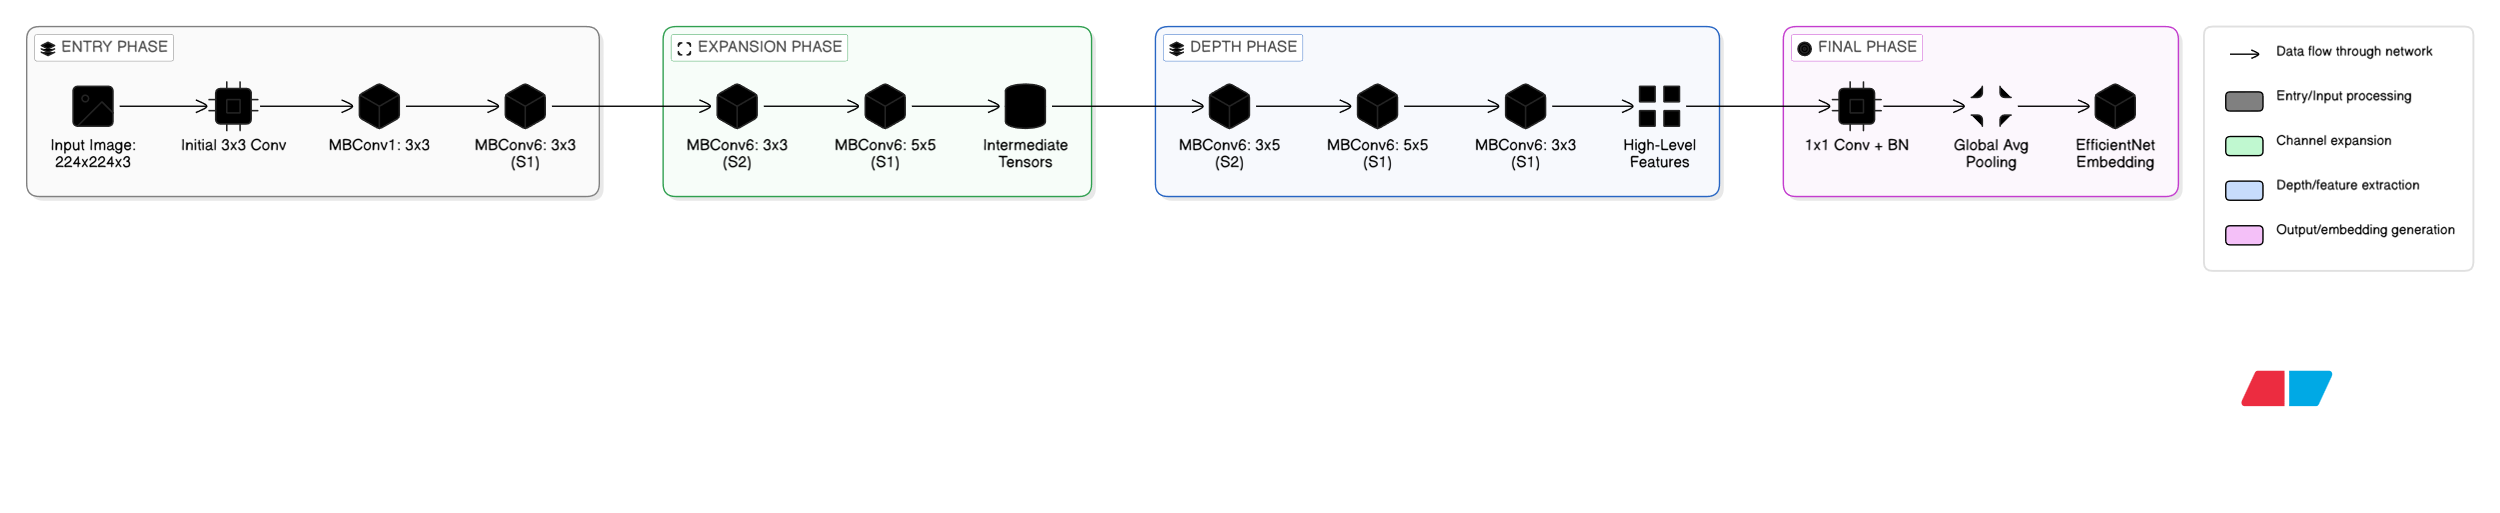 ENTRY PHASE
Input Image:
224x224x3
Initial 3x3 Conv
MBConv1: 3x3
MBConv6: 3x3
(S1)
EXPANSION PHASE
MBConv6: 3x3
(S2)
MBConv6: 5x5
(S1)
Intermediate
Tensors
DEPTH PHASE
MBConv6: 3x5
(S2)
MBConv6: 5x5
(S1)
MBConv6: 3x3
(S1)
High-Level
Features
FINAL PHASE
1x1 Conv + BN
Global Avg
Pooling
EfficientNet
Embedding
Data flow through network
Entry/Input processing
Channel expansion
Depth/feature extraction
Output/embedding generation